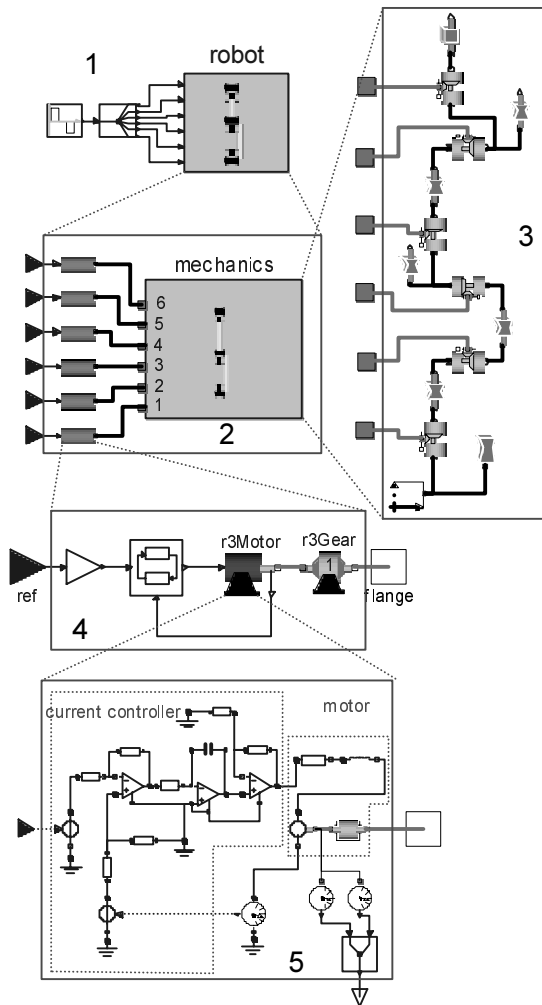 1
robot
3
mechanics
6
5
4
3
2
1
2
r3Motor
r3Gear
1
ref
flange
4
current controller
motor
5